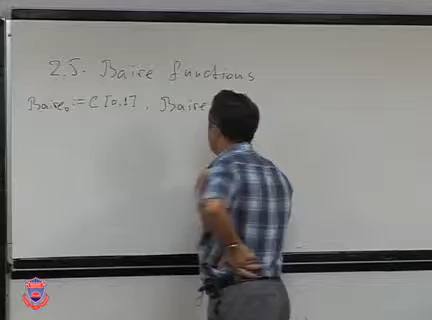 2.5. Baire functions
Baire₀ := C [0,1], Baire